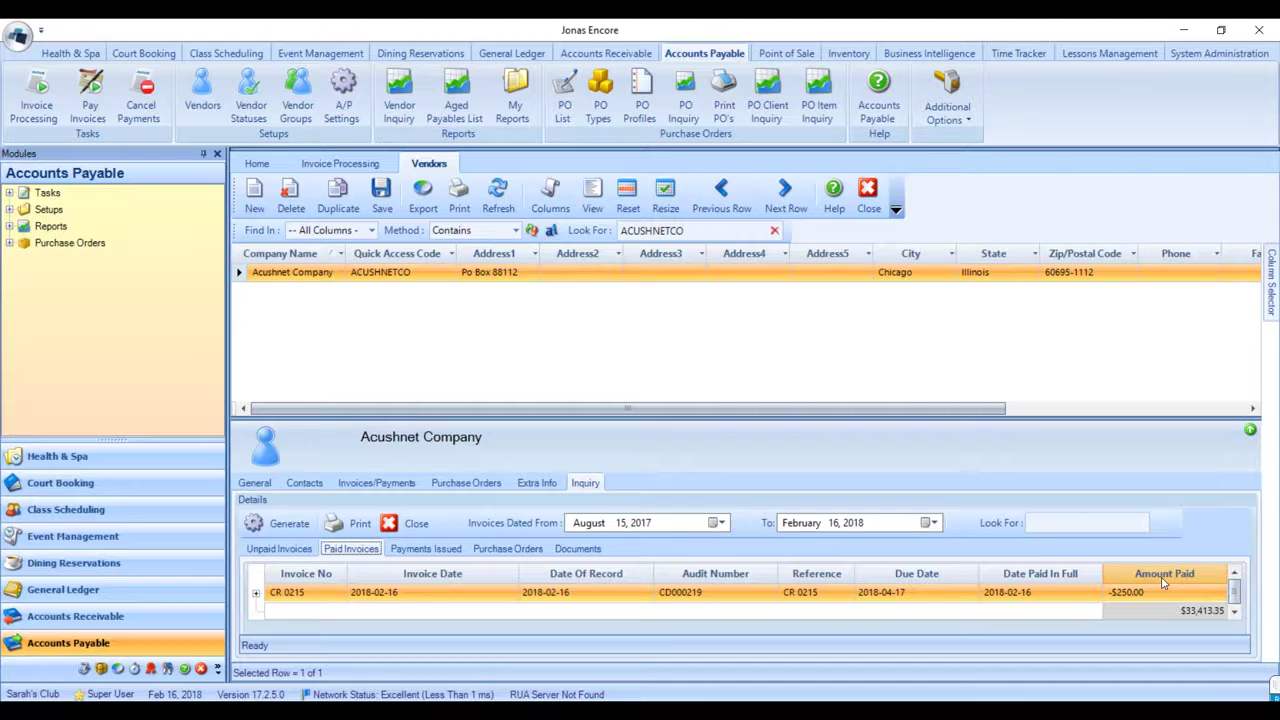 Jonas Encore
Health & Spa Court Booking Class Scheduling Event Management Dining Reservations General Ledger Accounts Receivable Accounts Payable Point of Sale Inventory Business Intelligence Time Tracker Lessons Management System Administration
Invoice Processing Pay Invoices Cancel Payments Vendors Vendor Statuses Vendor Groups A/P Settings Vendor Inquiry Aged Payables List My Reports PO List PO Types PO Profiles PO Inquiry Print PO's PO Client Inquiry PO Item Inquiry Accounts Payable Additional Options
Tasks Setups Reports Purchase Orders Help
Modules
Accounts Payable
Tasks
Setups
Reports
Purchase Orders
Home Invoice Processing Vendors
New Delete Duplicate Save Export Print Refresh Columns View Reset Resize Previous Row Next Row Help Close
Find In : -- All Columns - Method : Contains Look For : ACUSHNETCO
Company Name Quick Access Code Address1 Address2 Address3 Address4 Address5 City State Zip/Postal Code Phone Fa
Acushnet Company ACUSHNETCO Po Box 88112 Chicago Illinois 60695-1112
Column Selector
Health & Spa
Court Booking
Class Scheduling
Event Management
Dining Reservations
General Ledger
Accounts Receivable
Accounts Payable
Acushnet Company
General Contacts Invoices/Payments Purchase Orders Extra Info Inquiry
Details
Generate Print Close Invoices Dated From : August 15, 2017 To: February 16, 2018 Look For :
Unpaid Invoices Paid Invoices Payments Issued Purchase Orders Documents
Invoice No Invoice Date Date Of Record Audit Number Reference Due Date Date Paid In Full Amount Paid
CR 0215 2018-02-16 2018-02-16 CD000219 CR 0215 2018-04-17 2018-02-16 -$250.00
$33,413.35
Ready
Selected Row = 1 of 1
Sarah's Club Super User Feb 16, 2018 Version 17.2.5.0 Network Status: Excellent (Less Than 1 ms) RUA Server Not Found